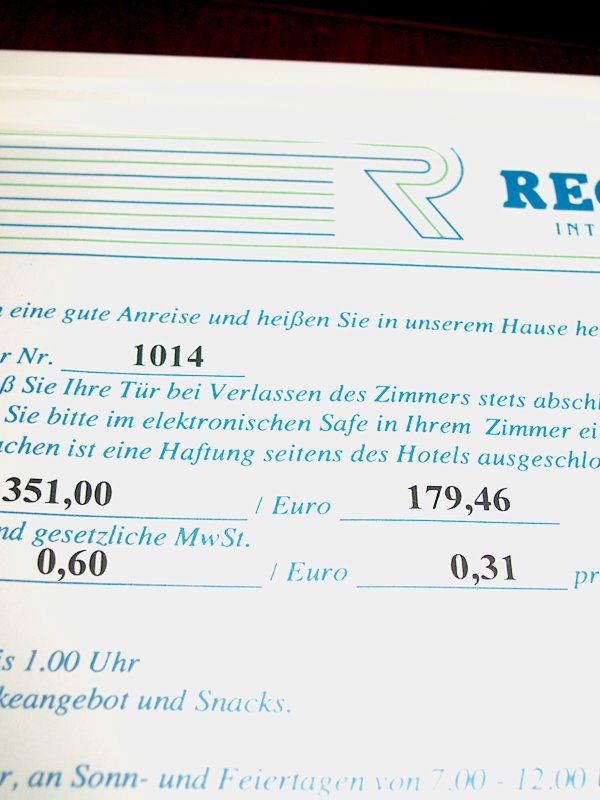 REG
INT
eine gute Anreise und heißen Sie in unserem Hause he
r Nr. 1014
ß Sie Ihre Tür bei Verlassen des Zimmers stets abschl
Sie bitte im elektronischen Safe in Ihrem Zimmer ei
achen ist eine Haftung seitens des Hotels ausgeschlo
351,00 / Euro 179,46
nd gesetzliche MwSt.
0,60 / Euro 0,31 pr
is 1.00 Uhr
keangebot und Snacks.
r, an Sonn- und Feiertagen von 7.00 - 12.00